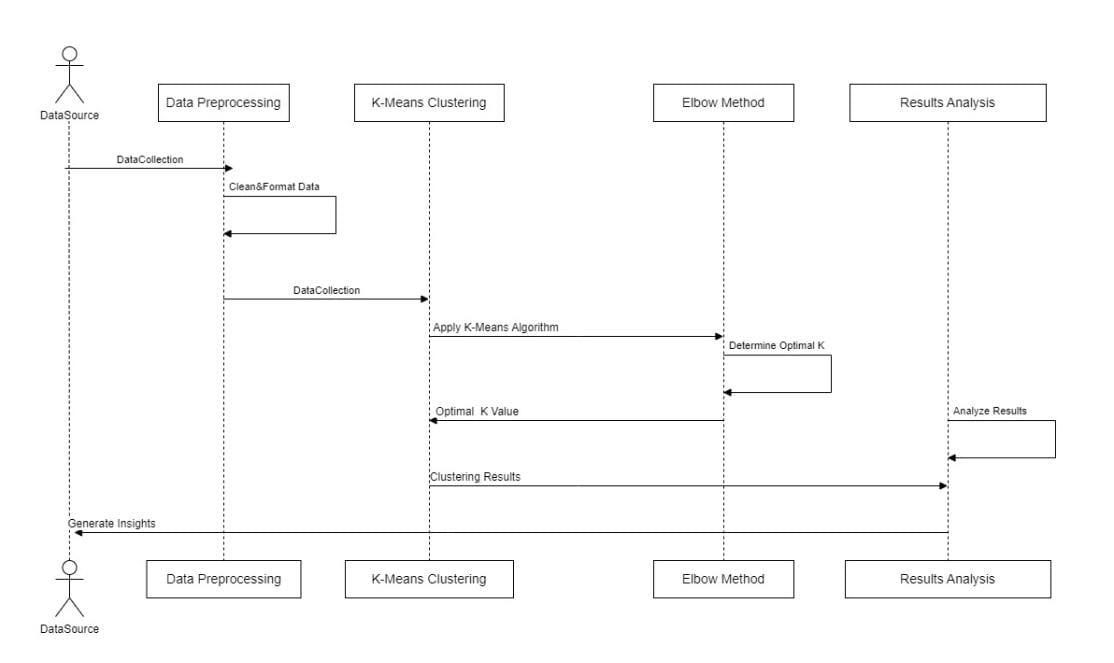 DataSource
Data Preprocessing
K-Means Clustering
Elbow Method
Results Analysis
DataCollection
Clean&Format Data
DataCollection
Apply K-Means Algorithm
Determine Optimal K
Optimal K Value
Analyze Results
Clustering Results
Generate Insights
Data Preprocessing
K-Means Clustering
Elbow Method
Results Analysis
DataSource